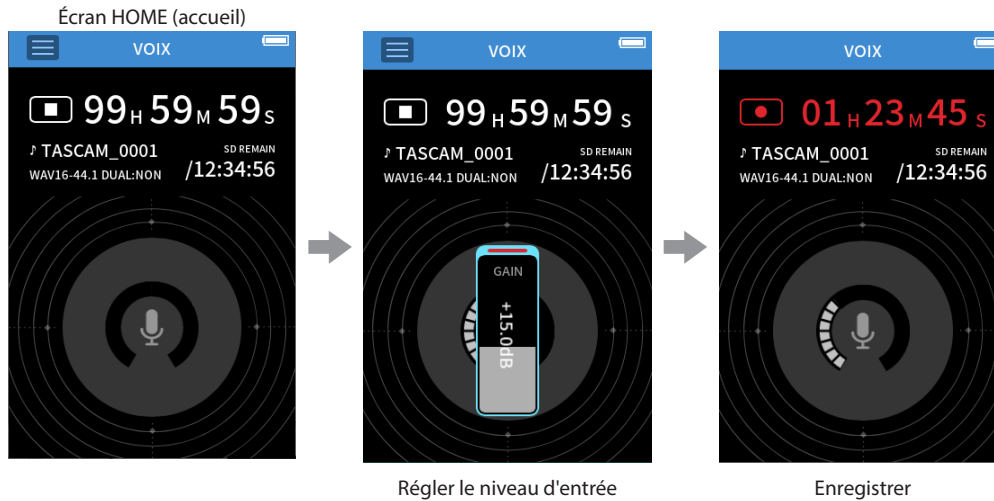 Écran HOME (accueil)
VOIX
99H59M59s
♪ TASCAM_0001
SD REMAIN
WAV16-44.1 DUAL:NON
/12:34:56
VOIX
99H59M59s
♪ TASCAM_0001
SD REMAIN
WAV16-44.1 DUAL:NON
/12:34:56
GAIN
+15.0dB
Régler le niveau d'entrée
VOIX
01H23M45s
♪ TASCAM_0001
SD REMAIN
WAV16-44.1 DUAL:NON
/12:34:56
Enregistrer